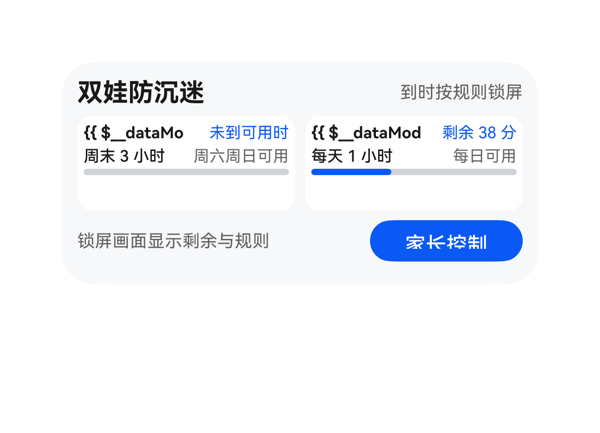 双娃防沉迷
到时按规则锁屏
{{ $__dataMo
未到可用时
周末 3 小时
周六周日可用
{{ $__dataMod
剩余 38 分
每天 1 小时
每日可用
锁屏画面显示剩余与规则
家长控制